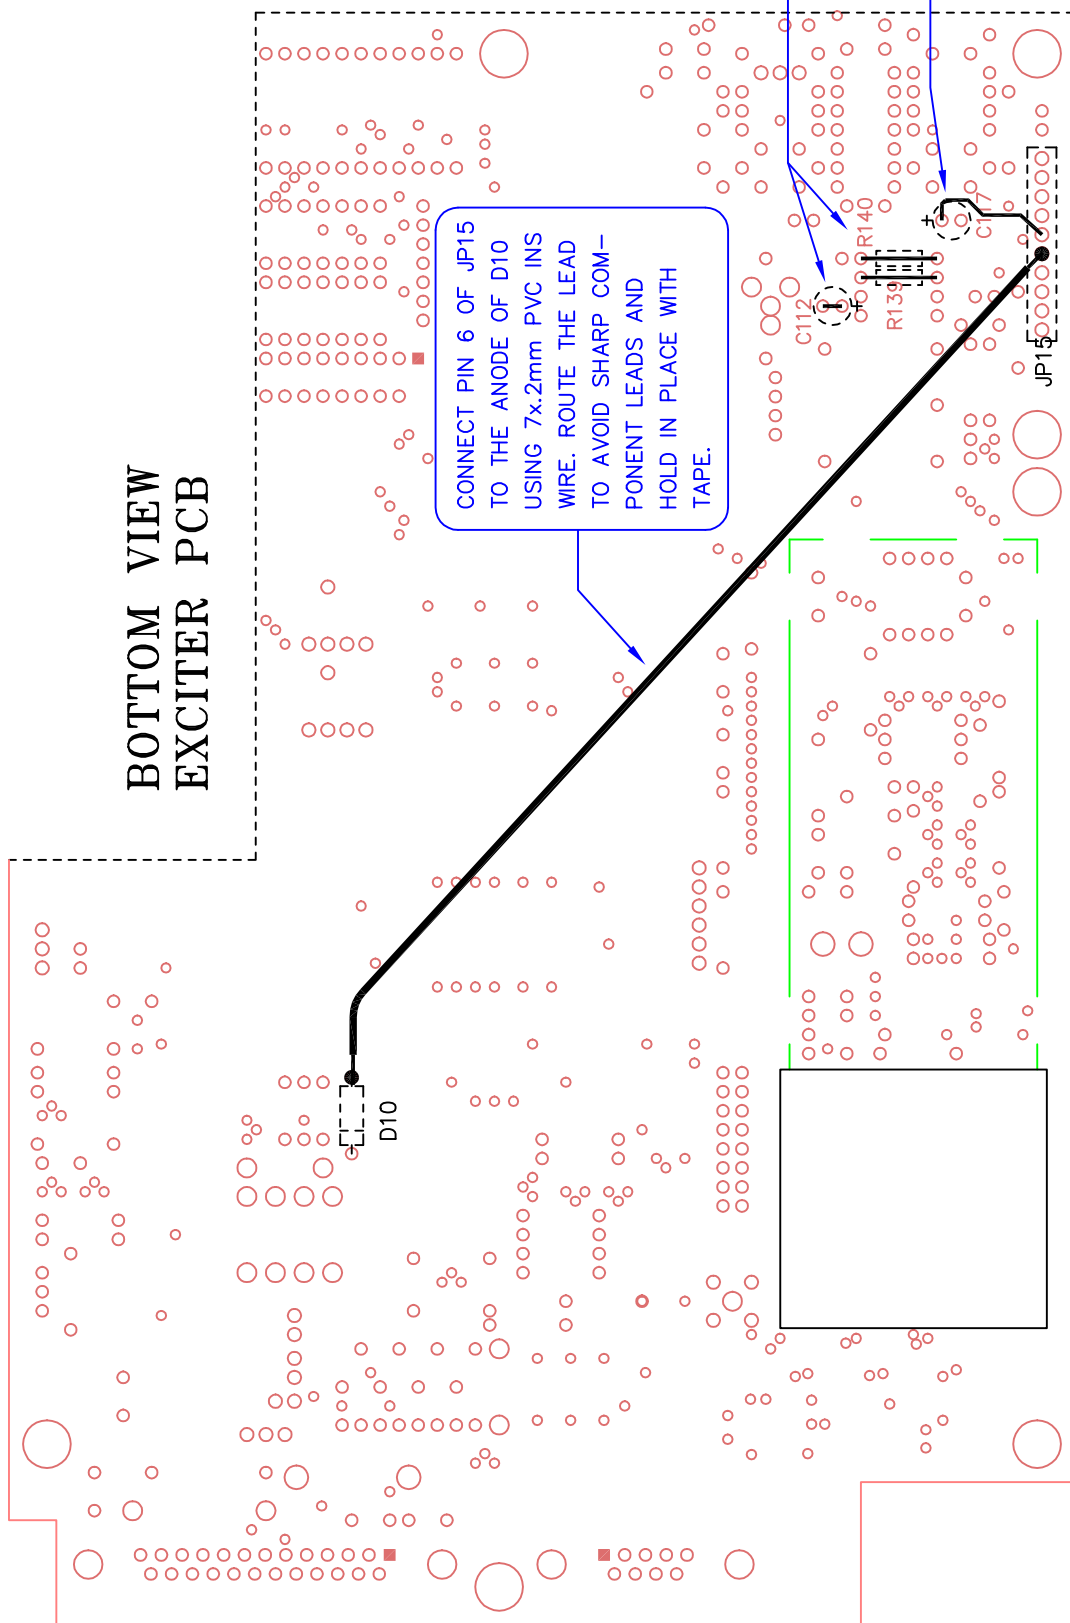 BOTTOM VIEW
EXCITER PCB
CONNECT PIN 6 OF JP15
TO THE ANODE OF D10
USING 7x.2mm PVC INS
WIRE. ROUTE THE LEAD
TO AVOID SHARP COM–
PONENT LEADS AND
HOLD IN PLACE WITH
TAPE.
C112
+
R140
R139
+
C117
JP15
D10